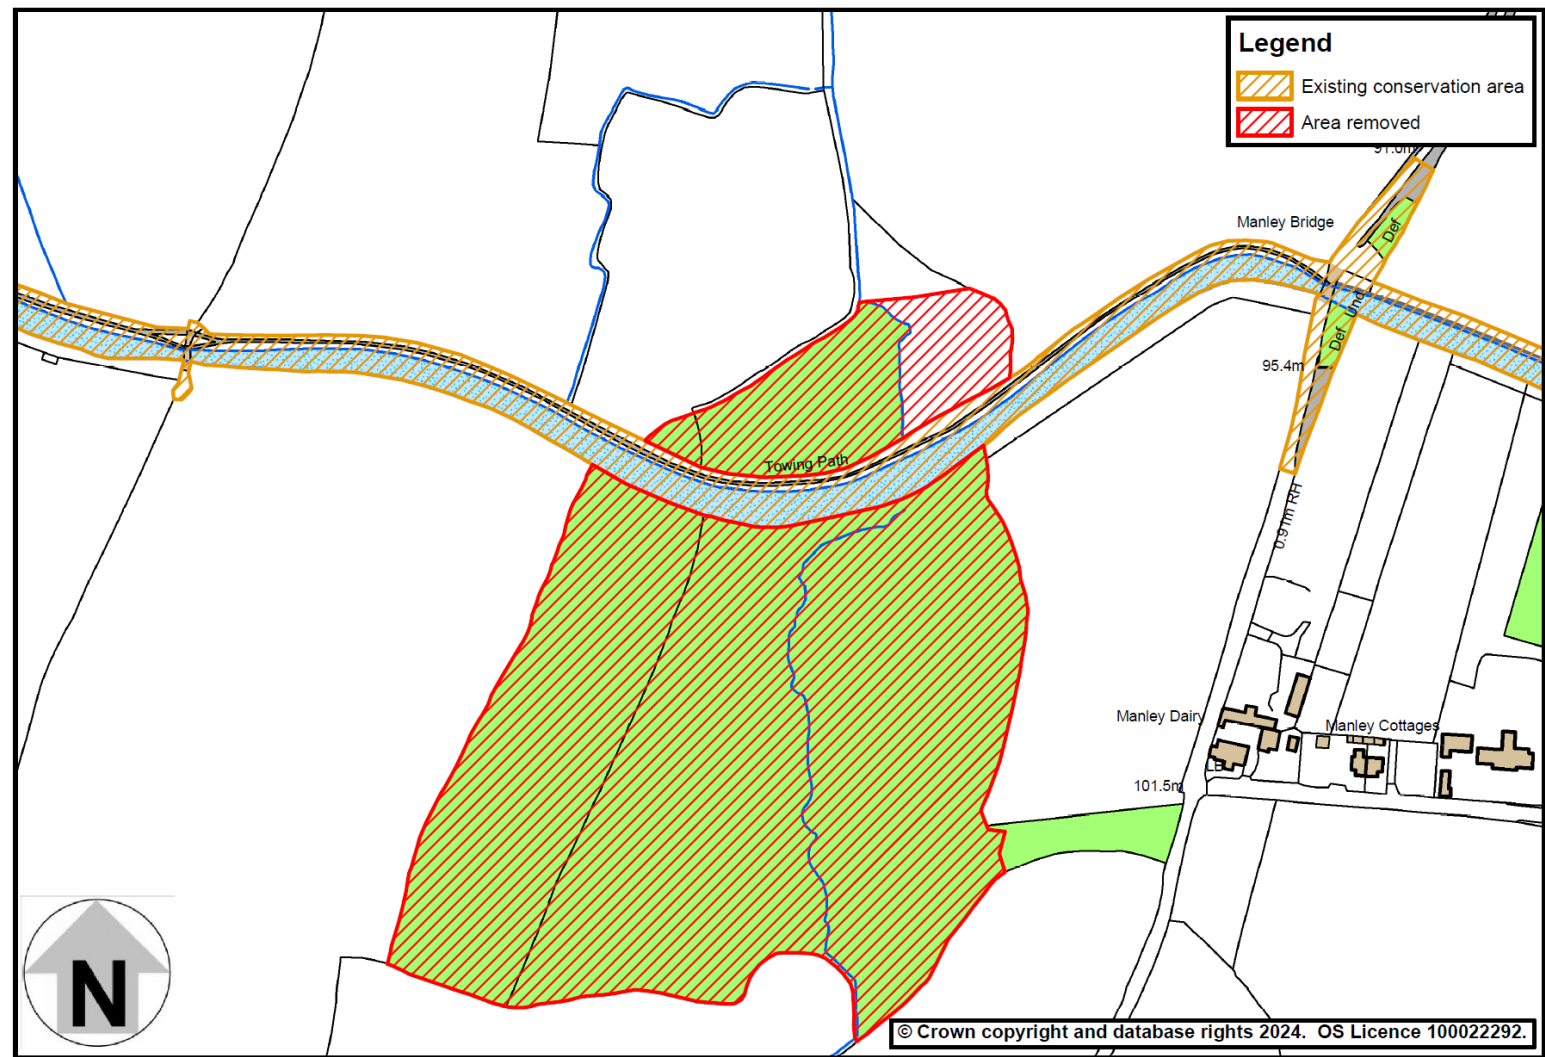 Legend
Existing conservation area
Area removed
91.0m
Manley Bridge
Def
Und
Def
95.4m
Towing Path
0.91m RH
Manley Dairy
Manley Cottages
LB
101.5m
N
© Crown copyright and database rights 2024. OS Licence 100022292.